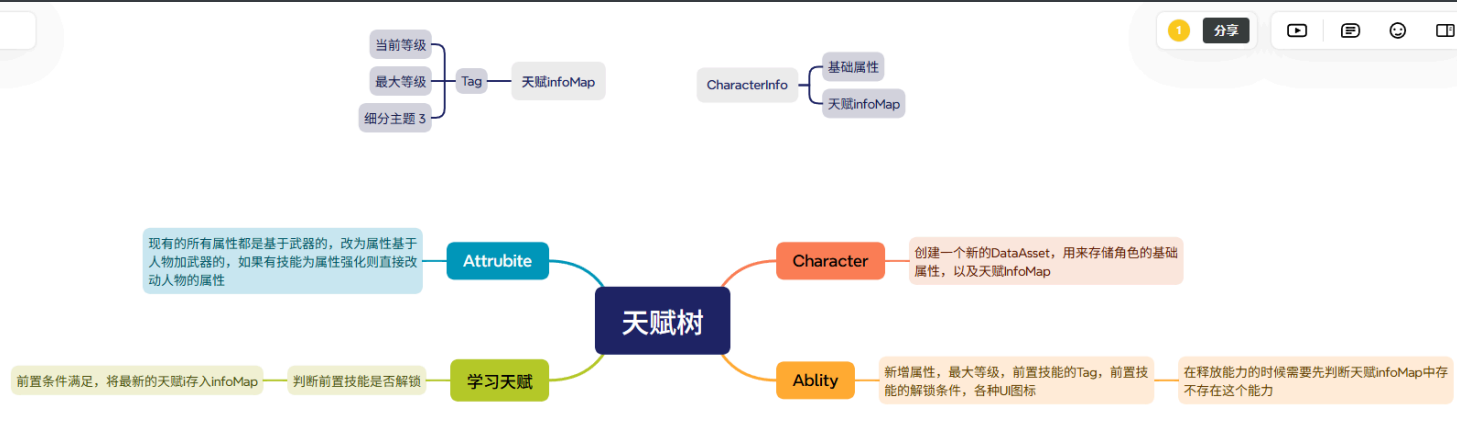 1
分享
当前等级
最大等级
细分主题 3
Tag
天赋infoMap
CharacterInfo
基础属性
天赋infoMap
现有的所有属性都是基于武器的，改为属性基于
人物加武器的，如果有技能为属性强化则直接改
动人物的属性
Attrubite
Character
创建一个新的DataAsset，用来存储角色的基础
属性，以及天赋InfoMap
天赋树
前置条件满足，将最新的天赋i存入infoMap
判断前置技能是否解锁
学习天赋
Ablity
新增属性，最大等级，前置技能的Tag，前置技
能的解锁条件，各种UI图标
在释放能力的时候需要先判断天赋infoMap中存
不存在这个能力